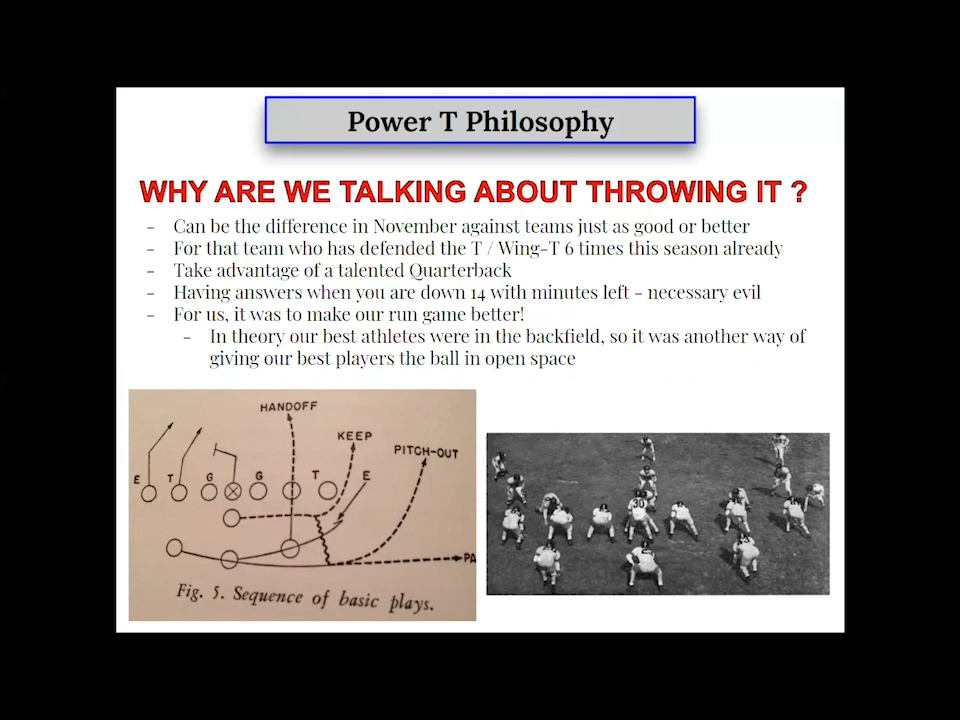 Power T Philosophy
WHY ARE WE TALKING ABOUT THROWING IT ?
- Can be the difference in November against teams just as good or better
- For that team who has defended the T / Wing-T 6 times this season already
- Take advantage of a talented Quarterback
- Having answers when you are down 14 with minutes left - necessary evil
- For us, it was to make our run game better!
- In theory our best athletes were in the backfield, so it was another way of
giving our best players the ball in open space
HANDOFF
KEEP
PITCH-OUT
E T G G T E
PA
Fig. 5. Sequence of basic plays.
30